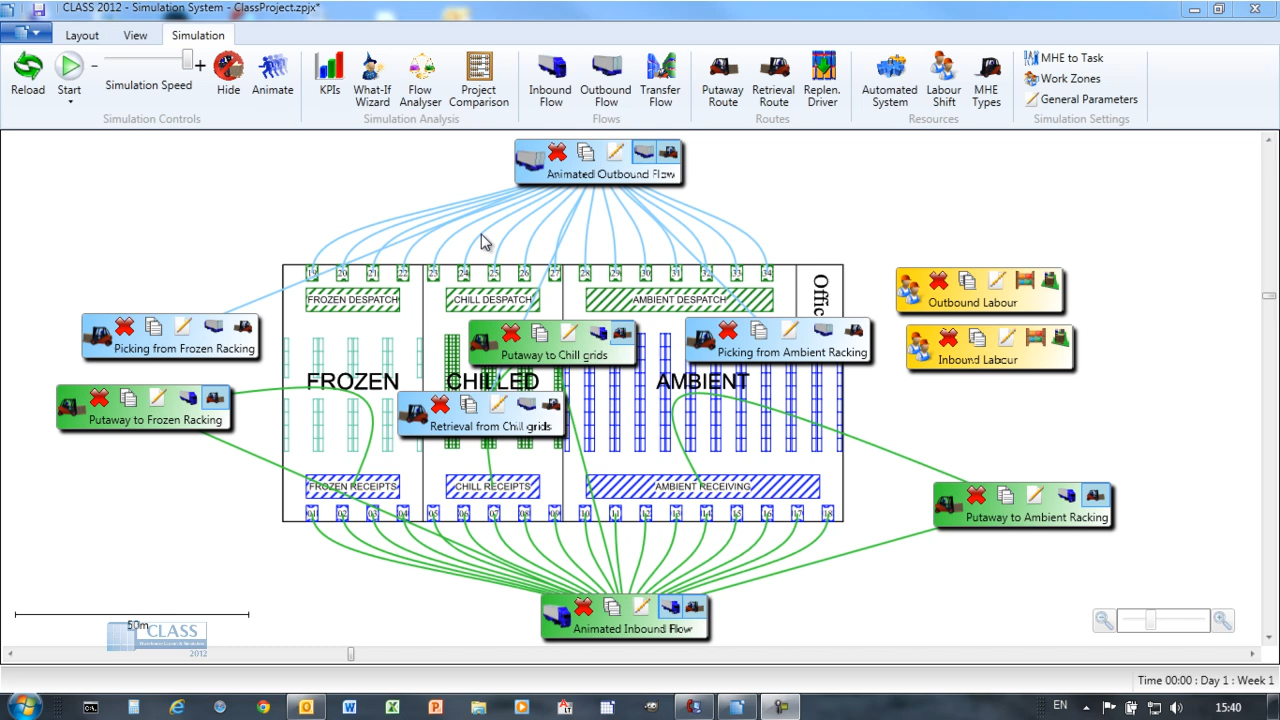 CLASS 2012 - Simulation System - ClassProject.zpjx*
Layout View Simulation
Reload Start - + Simulation Speed Hide Animate KPIs What-If Wizard Flow Analyser Project Comparison Inbound Flow Outbound Flow Transfer Flow Putaway Route Retrieval Route Replen. Driver Automated System Labour Shift MHE Types
MHE to Task
Work Zones
General Parameters
Simulation Controls Simulation Analysis Flows Routes Resources Simulation Settings
Animated Outbound Flow
19 20 21 22 23 24 25 26 27 28 29 30 31 32 33 34
FROZEN DESPATCH CHILL DESPATCH AMBIENT DESPATCH
Offic
Outbound Labour
Inbound Labour
Picking from Frozen Racking
Putaway to Chill grids
Picking from Ambient Racking
FROZEN CHILLED AMBIENT
Putaway to Frozen Racking
Retrieval from Chill grids
FROZEN RECEIPTS CHILL RECEIPTS AMBIENT RECEIVING
01 02 03 04 05 06 07 08 09 10 11 12 13 14 15 16 17 18
Putaway to Ambient Racking
Animated Inbound Flow
50m
CLASS
2012
Time 00:00 : Day 1 : Week 1
EN 15:40